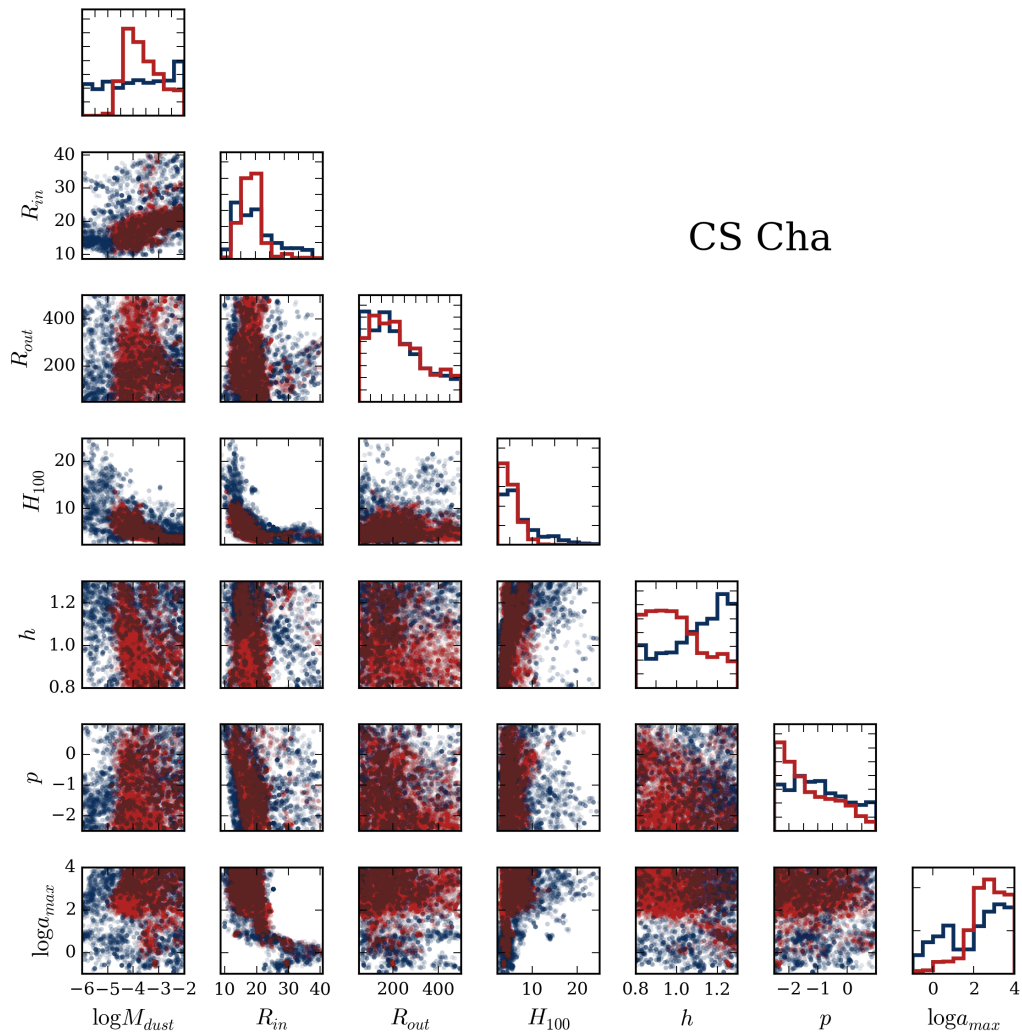 40
30
20
10
R_in
CS Cha
400
200
R_out
20
10
H_100
1.2
1.0
0.8
h
0
−1
−2
p
4
2
0
loga_max
−6 −5 −4 −3 −2 10 20 30 40 200 400 10 20 0.8 1.0 1.2 −2 −1 0 0 2 4
logM_dust R_in R_out H_100 h p loga_max